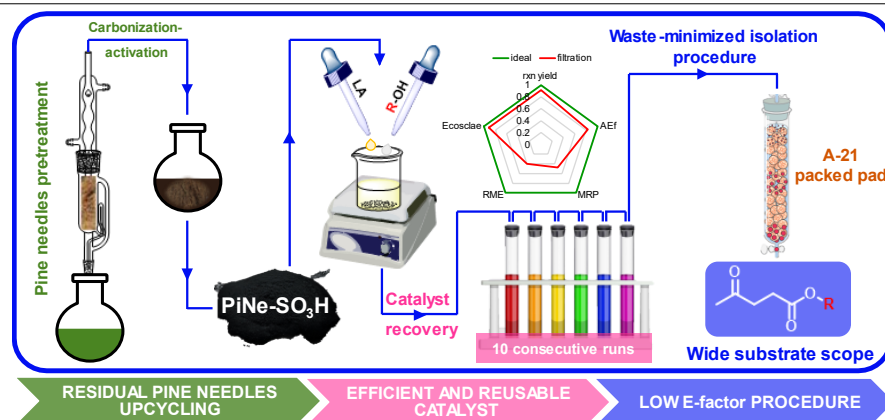 Carbonization-
activation
Pine needles pre-treatment
PiNe-SO3H
LA
R-OH
ideal
filtration
rxn yield
1
0.8
0.6
0.4
0.2
0
Ecosclae
AEf
RME
MRP
Catalyst
recovery
10 consecutive runs
Waste-minimized isolation
procedure
A-21
packed pad
O
O
O
R
Wide substrate scope
RESIDUAL PINE NEEDLES
UPCYCLING
EFFICIENT AND REUSABLE
CATALYST
LOW E-factor PROCEDURE